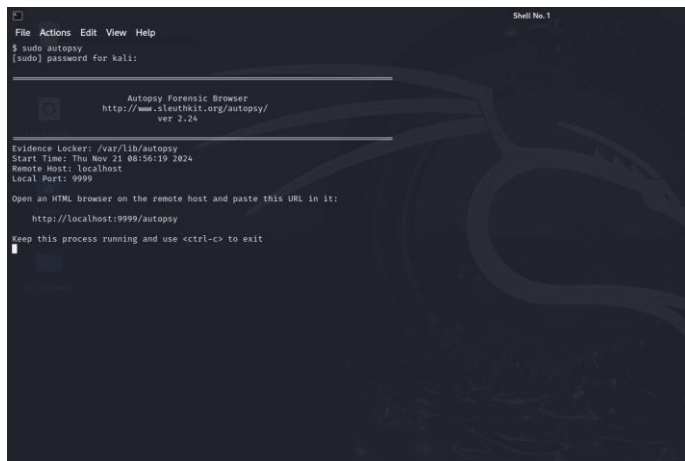 Shell No. 1
File Actions Edit View Help
$ sudo autopsy
[sudo] password for kali:
Autopsy Forensic Browser
http://www.sleuthkit.org/autopsy/
ver 2.24
Evidence Locker: /var/lib/autopsy
Start Time: Thu Nov 21 08:56:19 2024
Remote Host: localhost
Local Port: 9999
Open an HTML browser on the remote host and paste this URL in it:
http://localhost:9999/autopsy
Keep this process running and use <ctrl-c> to exit